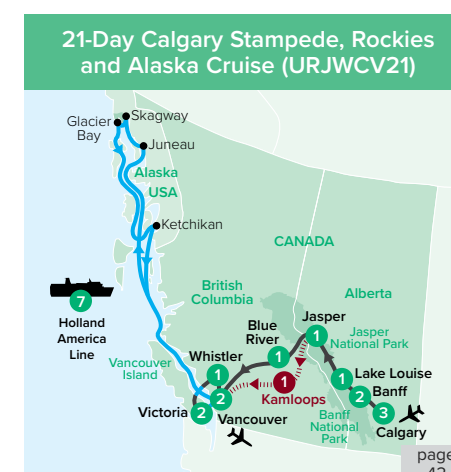 21-Day Calgary Stampede, Rockies
and Alaska Cruise (URJWCV21)
Skagway
Glacier
Bay
Juneau
Alaska
USA
Ketchikan
CANADA
British
Columbia
Alberta
7
Holland
America
Line
Jasper
1
Blue
River
1
Jasper
National Park
Whistler
1
Vancouver
Island
1
Kamloops
1
Lake Louise
2
Banff
Victoria
2
2
Vancouver
Banff
National
Park
3
Calgary
page